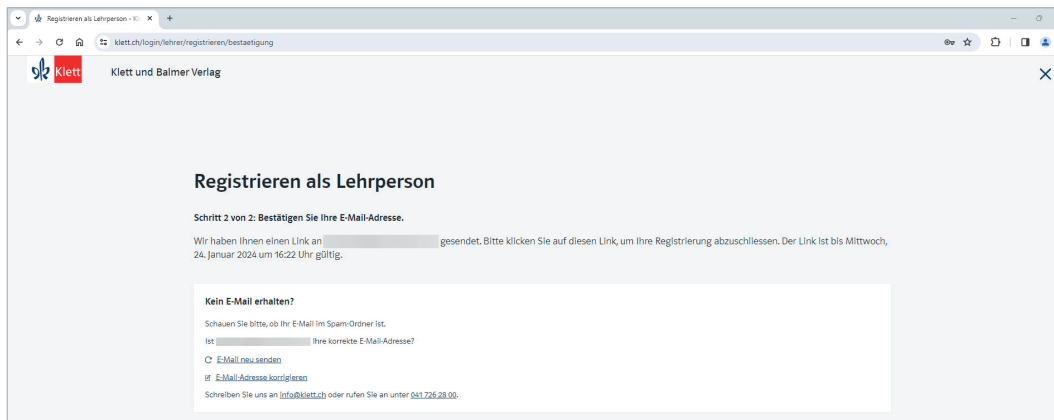 Registrieren als Lehrperson - Kl
klett.ch/login/lehrer/registrieren/bestaetigung
Klett
Klett und Balmer Verlag
Registrieren als Lehrperson
Schritt 2 von 2: Bestätigen Sie Ihre E-Mail-Adresse.
Wir haben Ihnen einen Link an gesendet. Bitte klicken Sie auf diesen Link, um Ihre Registrierung abzuschliessen. Der Link ist bis Mittwoch,
24. Januar 2024 um 16:22 Uhr gültig.
Kein E-Mail erhalten?
Schauen Sie bitte, ob Ihr E-Mail im Spam-Ordner ist.
Ist Ihre korrekte E-Mail-Adresse?
E-Mail neu senden
E-Mail-Adresse korrigieren
Schreiben Sie uns an info@klett.ch oder rufen Sie an unter 041 726 28 00.